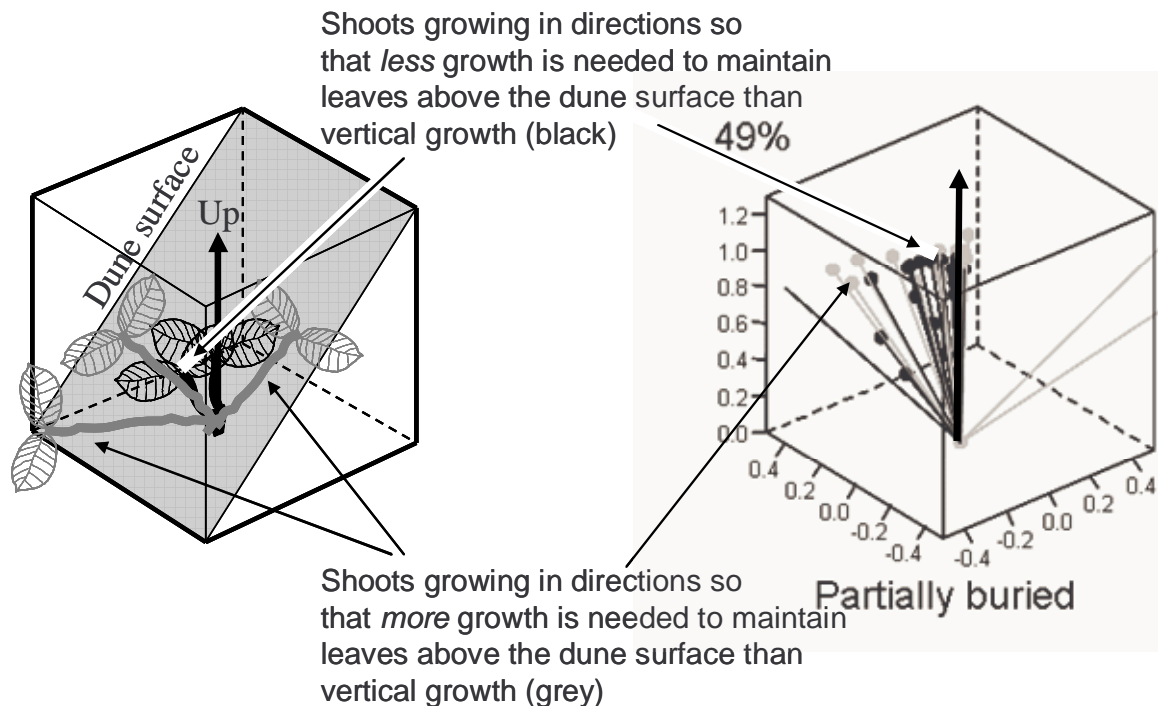 Shoots growing in directions so
that less growth is needed to maintain
leaves above the dune surface than
vertical growth (black)
49%
Dune surface
Up
1.2
1.0
0.8
0.6
0.4
0.2
0.0
0.4
0.2
0.0
-0.2
-0.4
-0.4
-0.2
0.0
0.2
0.4
Partially buried
Shoots growing in directions so
that more growth is needed to maintain
leaves above the dune surface than
vertical growth (grey)